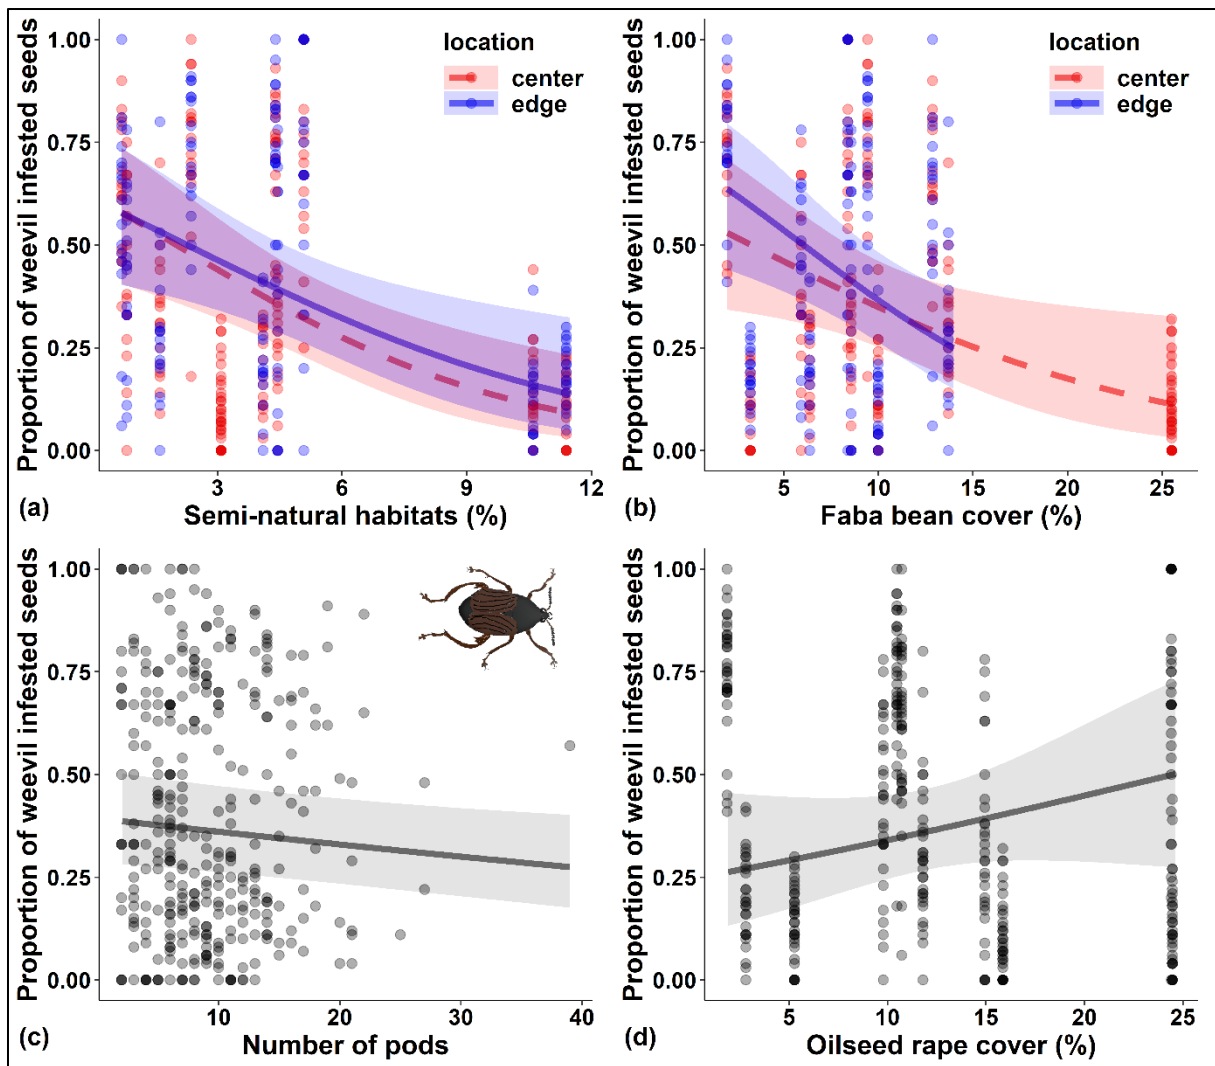 Proportion of weevil infested seeds
1.00
0.75
0.50
0.25
0.00
location
center
edge
3
6
9
12
(a)
Semi-natural habitats (%)
Proportion of weevil infested seeds
1.00
0.75
0.50
0.25
0.00
location
center
edge
5
10
15
20
25
(b)
Faba bean cover (%)
Proportion of weevil infested seeds
1.00
0.75
0.50
0.25
0.00
10
20
30
40
(c)
Number of pods
Proportion of weevil infested seeds
1.00
0.75
0.50
0.25
0.00
5
10
15
20
25
(d)
Oilseed rape cover (%)